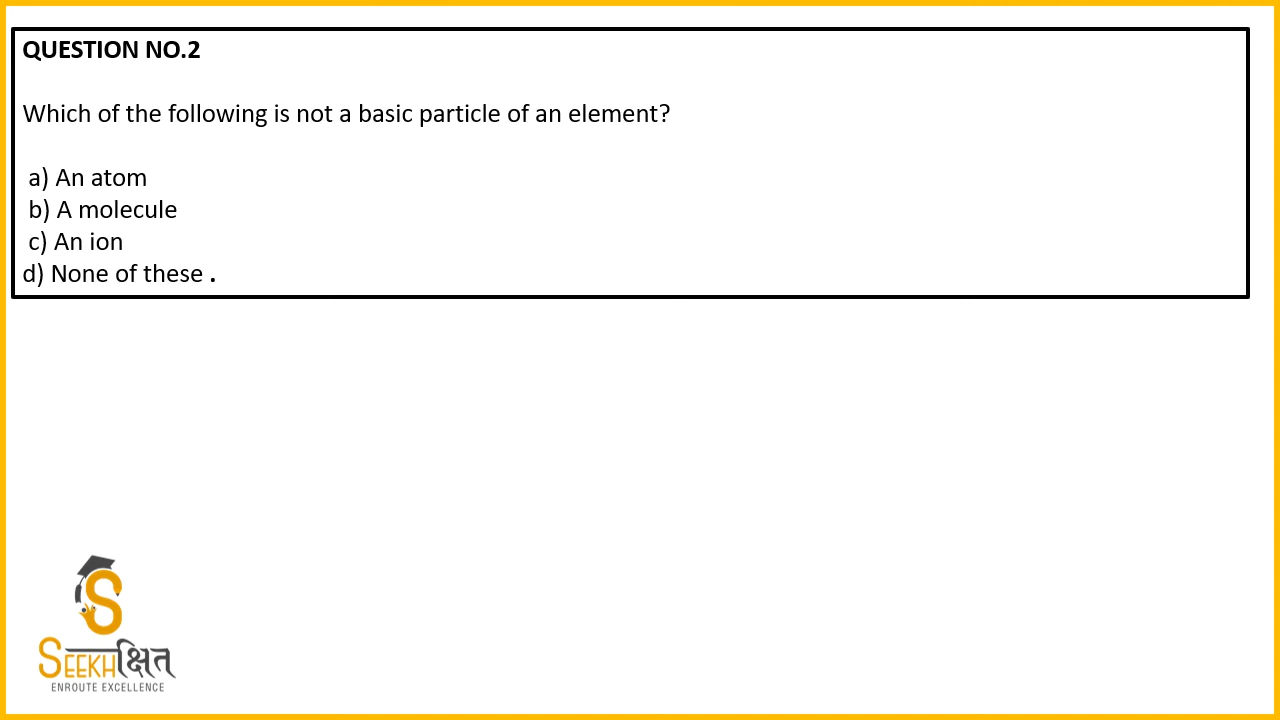 QUESTION NO.2
Which of the following is not a basic particle of an element?
a) An atom
b) A molecule
c) An ion
d) None of these .
SEEKHक्षित
ENROUTE EXCELLENCE